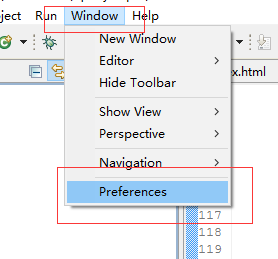 ject Run Window Help
New Window
Editor
Hide Toolbar
x.html
Show View
Perspective
Navigation
Preferences
117
118
119